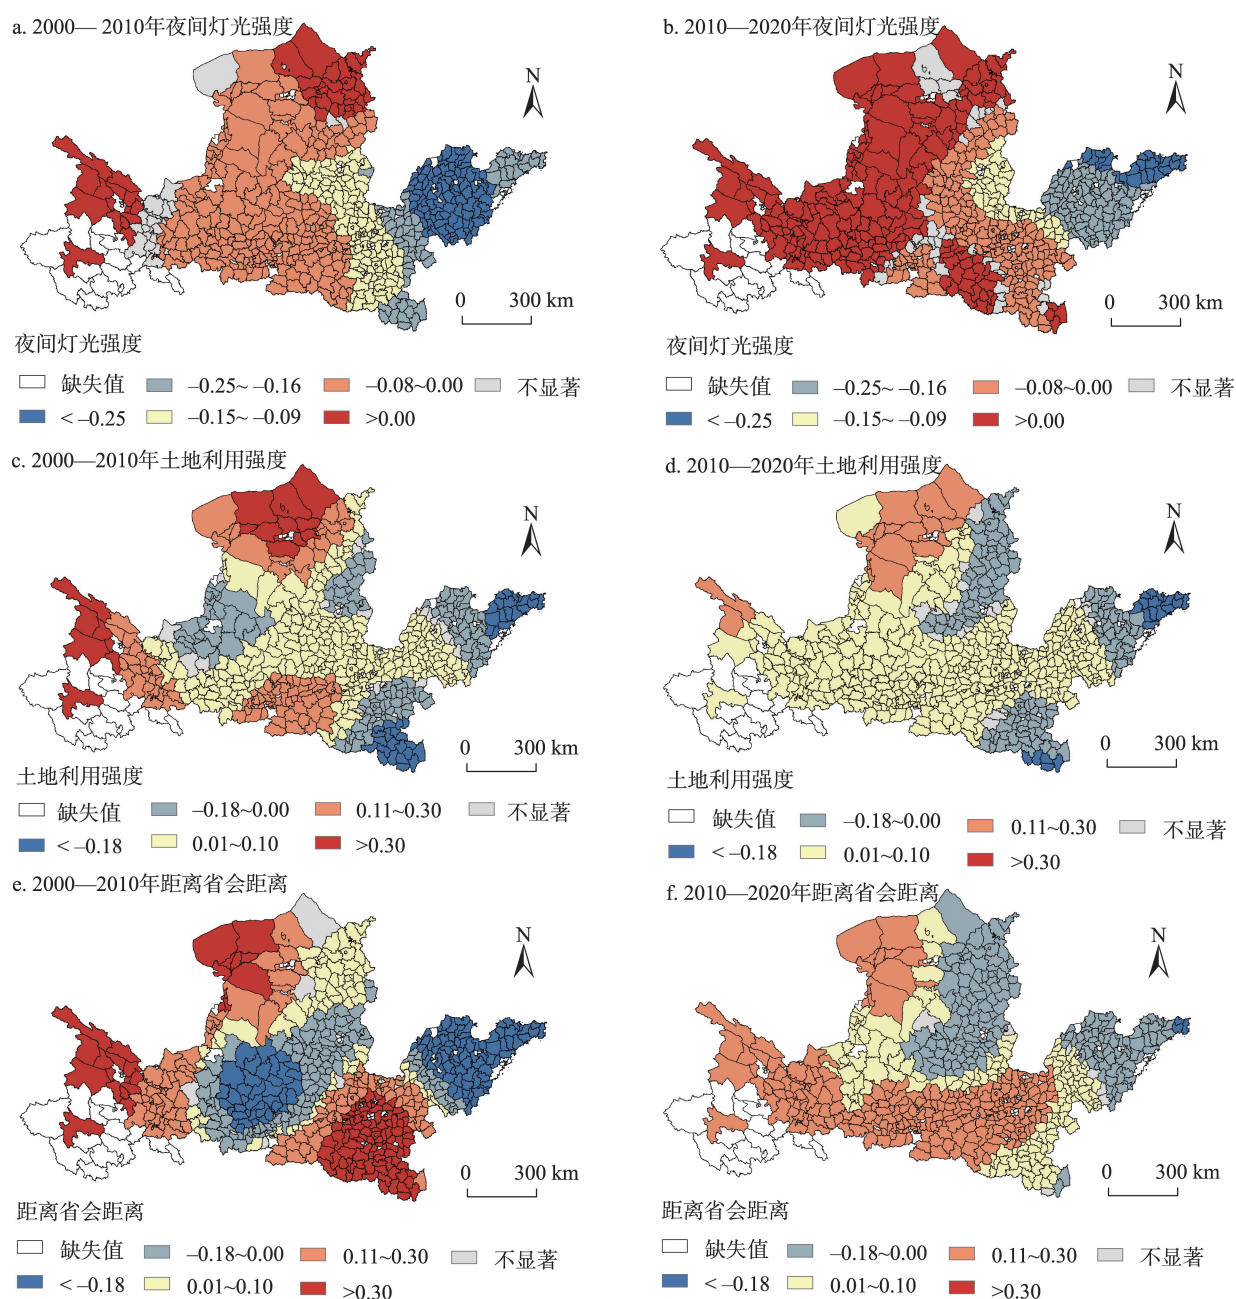 a. 2000— 2010年夜间灯光强度
b. 2010—2020年夜间灯光强度
N
N
0 300 km
0 300 km
夜间灯光强度
夜间灯光强度
缺失值 –0.25~ –0.16 –0.08~0.00 不显著
< –0.25 –0.15~ –0.09 >0.00
缺失值 –0.25~ –0.16 –0.08~0.00 不显著
< –0.25 –0.15~ –0.09 >0.00
c. 2000—2010年土地利用强度
d. 2010—2020年土地利用强度
N
N
0 300 km
0 300 km
土地利用强度
土地利用强度
缺失值 –0.18~0.00 0.11~0.30 不显著
< –0.18 0.01~0.10 >0.30
缺失值 –0.18~0.00 0.11~0.30 不显著
< –0.18 0.01~0.10 >0.30
e. 2000—2010年距离省会距离
f. 2010—2020年距离省会距离
N
N
0 300 km
0 300 km
距离省会距离
距离省会距离
缺失值 –0.18~0.00 0.11~0.30 不显著
< –0.18 0.01~0.10 >0.30
缺失值 –0.18~0.00 0.11~0.30 不显著
< –0.18 0.01~0.10 >0.30